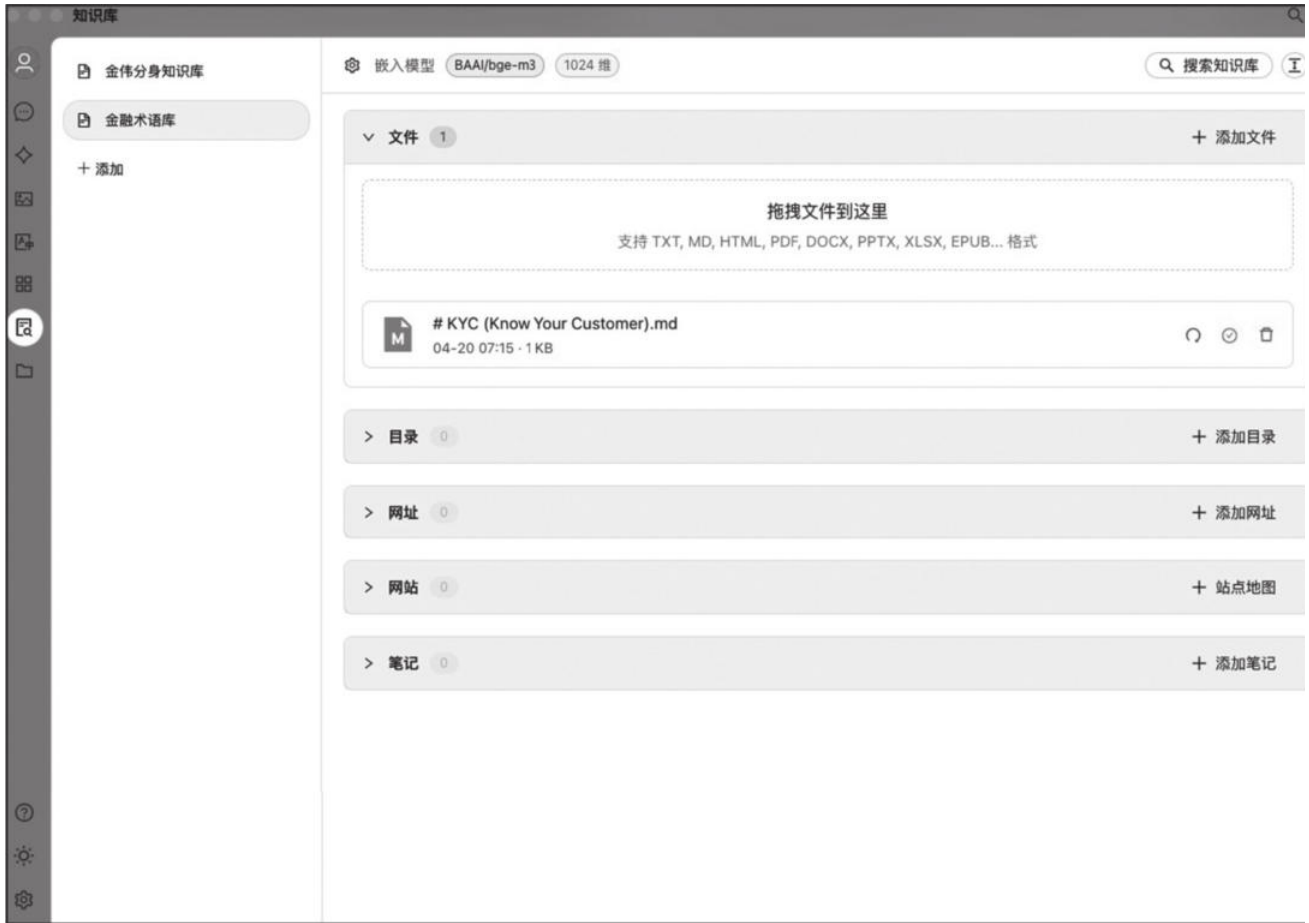 知识库
金伟分身知识库
金融术语库
+ 添加
嵌入模型 BAAI/bge-m3 1024 维
搜索知识库
文件 1
+ 添加文件
拖拽文件到这里
支持 TXT, MD, HTML, PDF, DOCX, PPTX, XLSX, EPUB... 格式
# KYC (Know Your Customer).md
04-20 07:15 · 1 KB
目录 0
+ 添加目录
网址 0
+ 添加网址
网站 0
+ 站点地图
笔记 0
+ 添加笔记